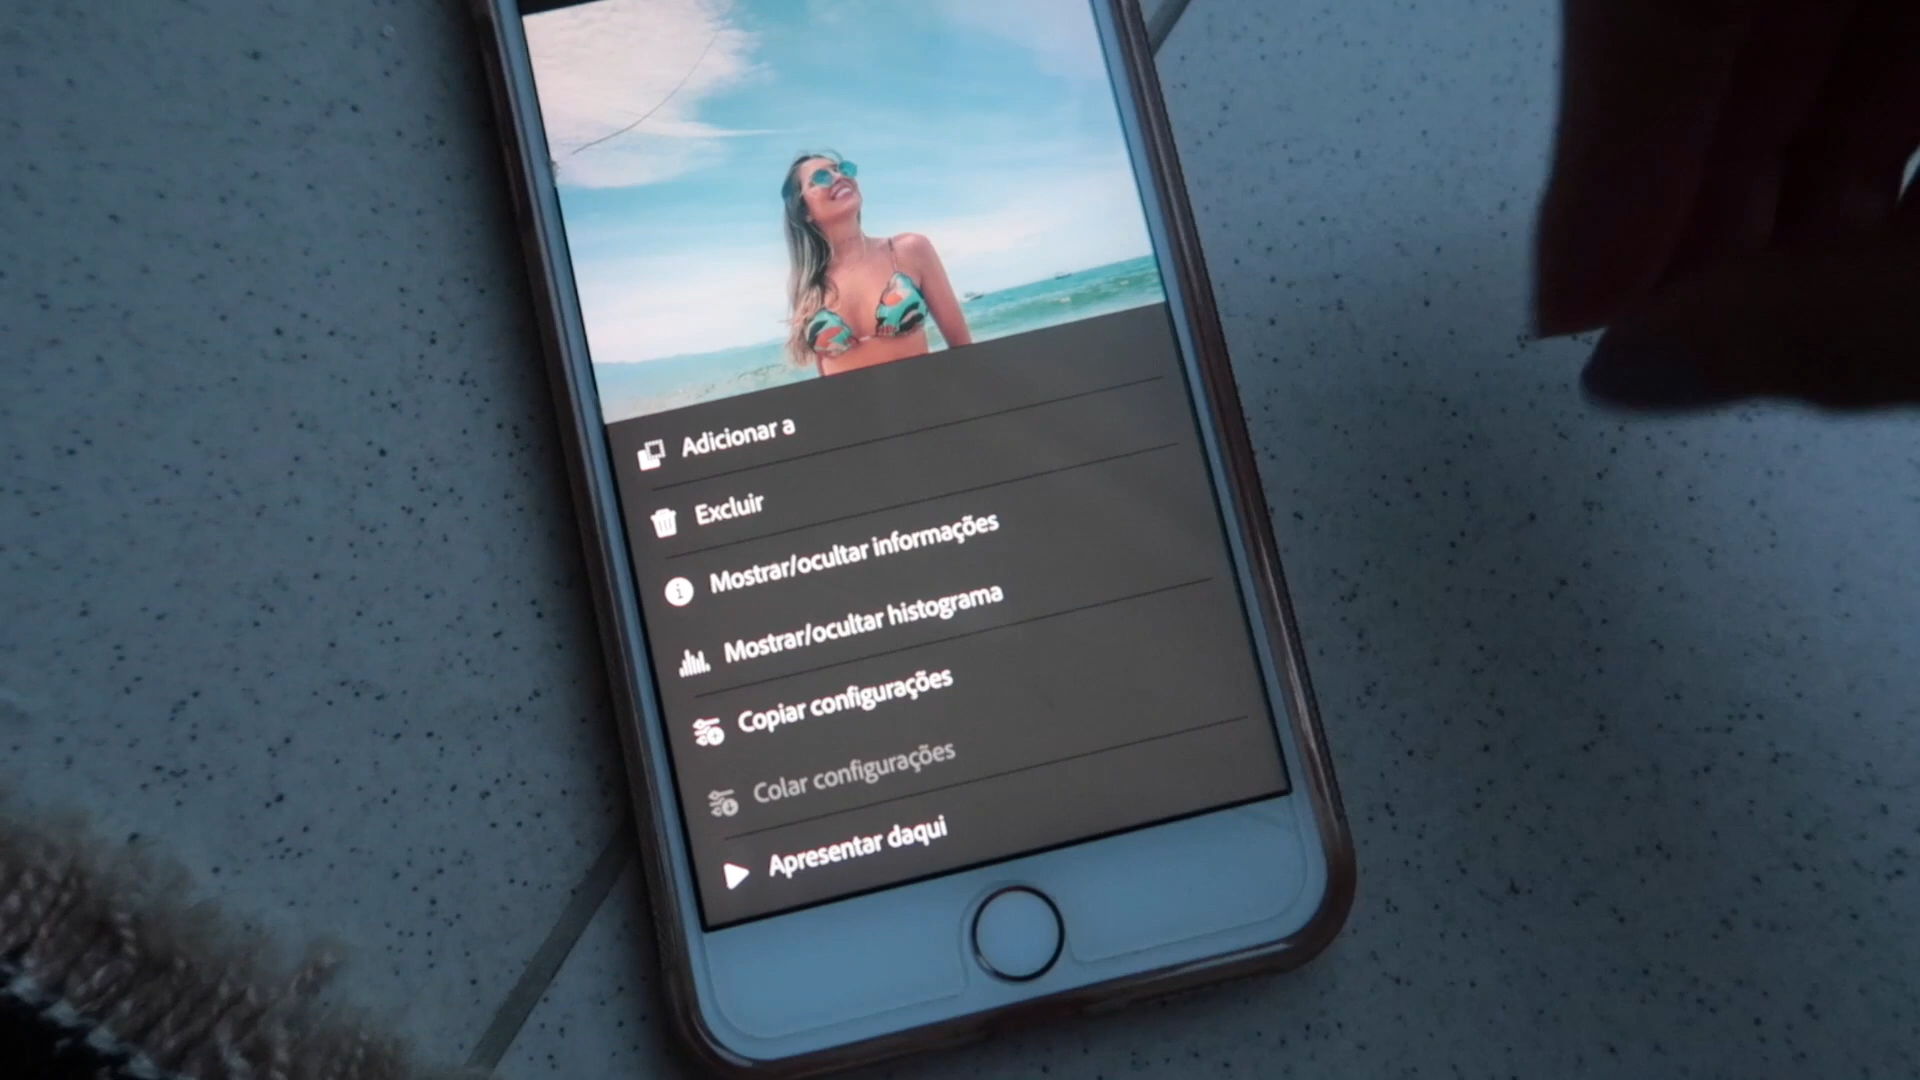 Adicionar a
Excluir
Mostrar/ocultar informações
Mostrar/ocultar histograma
Copiar configurações
Colar configurações
Apresentar daqui